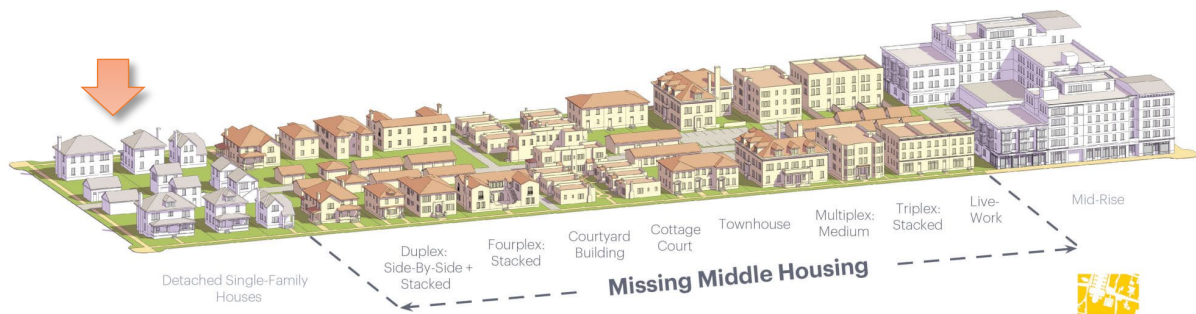 Detached Single-Family
Houses
Duplex:
Side-By-Side +
Stacked
Fourplex:
Stacked
Courtyard
Building
Cottage
Court
Townhouse
Multiplex:
Medium
Triplex:
Stacked
Live-
Work
Mid-Rise
Missing Middle Housing